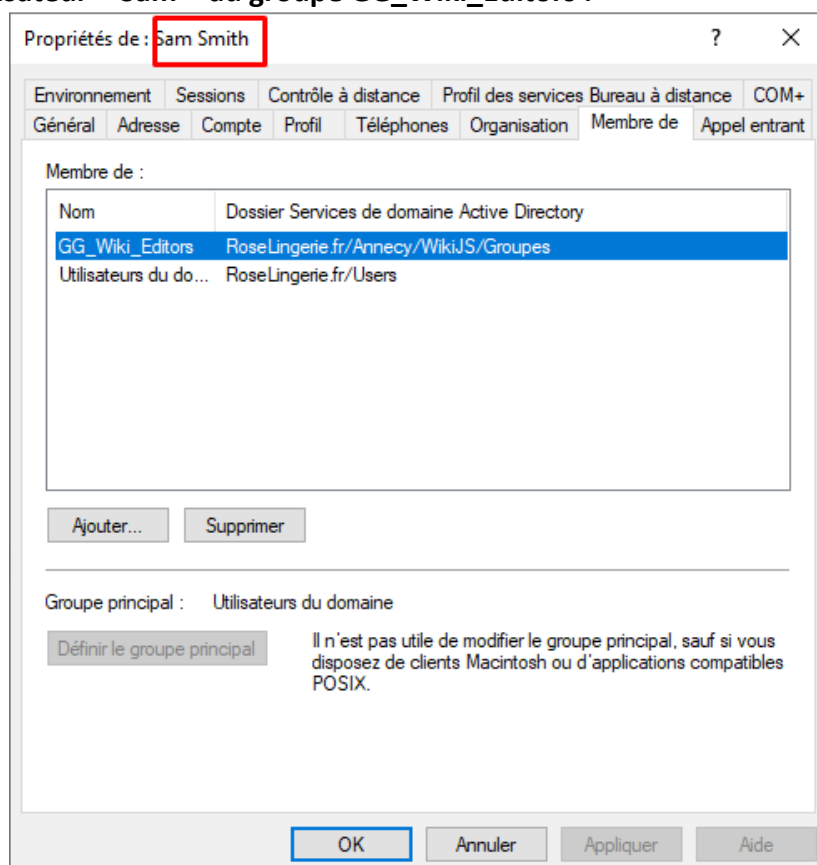 du groupe
Propriétés de : Sam Smith ? ×
Environnement Sessions Contrôle à distance Profil des services Bureau à distance COM+
Général Adresse Compte Profil Téléphones Organisation Membre de Appel entrant
Membre de :
Nom Dossier Services de domaine Active Directory
GG_Wiki_Editors RoseLingerie.fr/Annecy/WikiJS/Groupes
Utilisateurs du do... RoseLingerie.fr/Users
Ajouter... Supprimer
Groupe principal : Utilisateurs du domaine
Définir le groupe principal
Il n'est pas utile de modifier le groupe principal, sauf si vous
disposez de clients Macintosh ou d'applications compatibles
POSIX.
OK Annuler Appliquer Aide